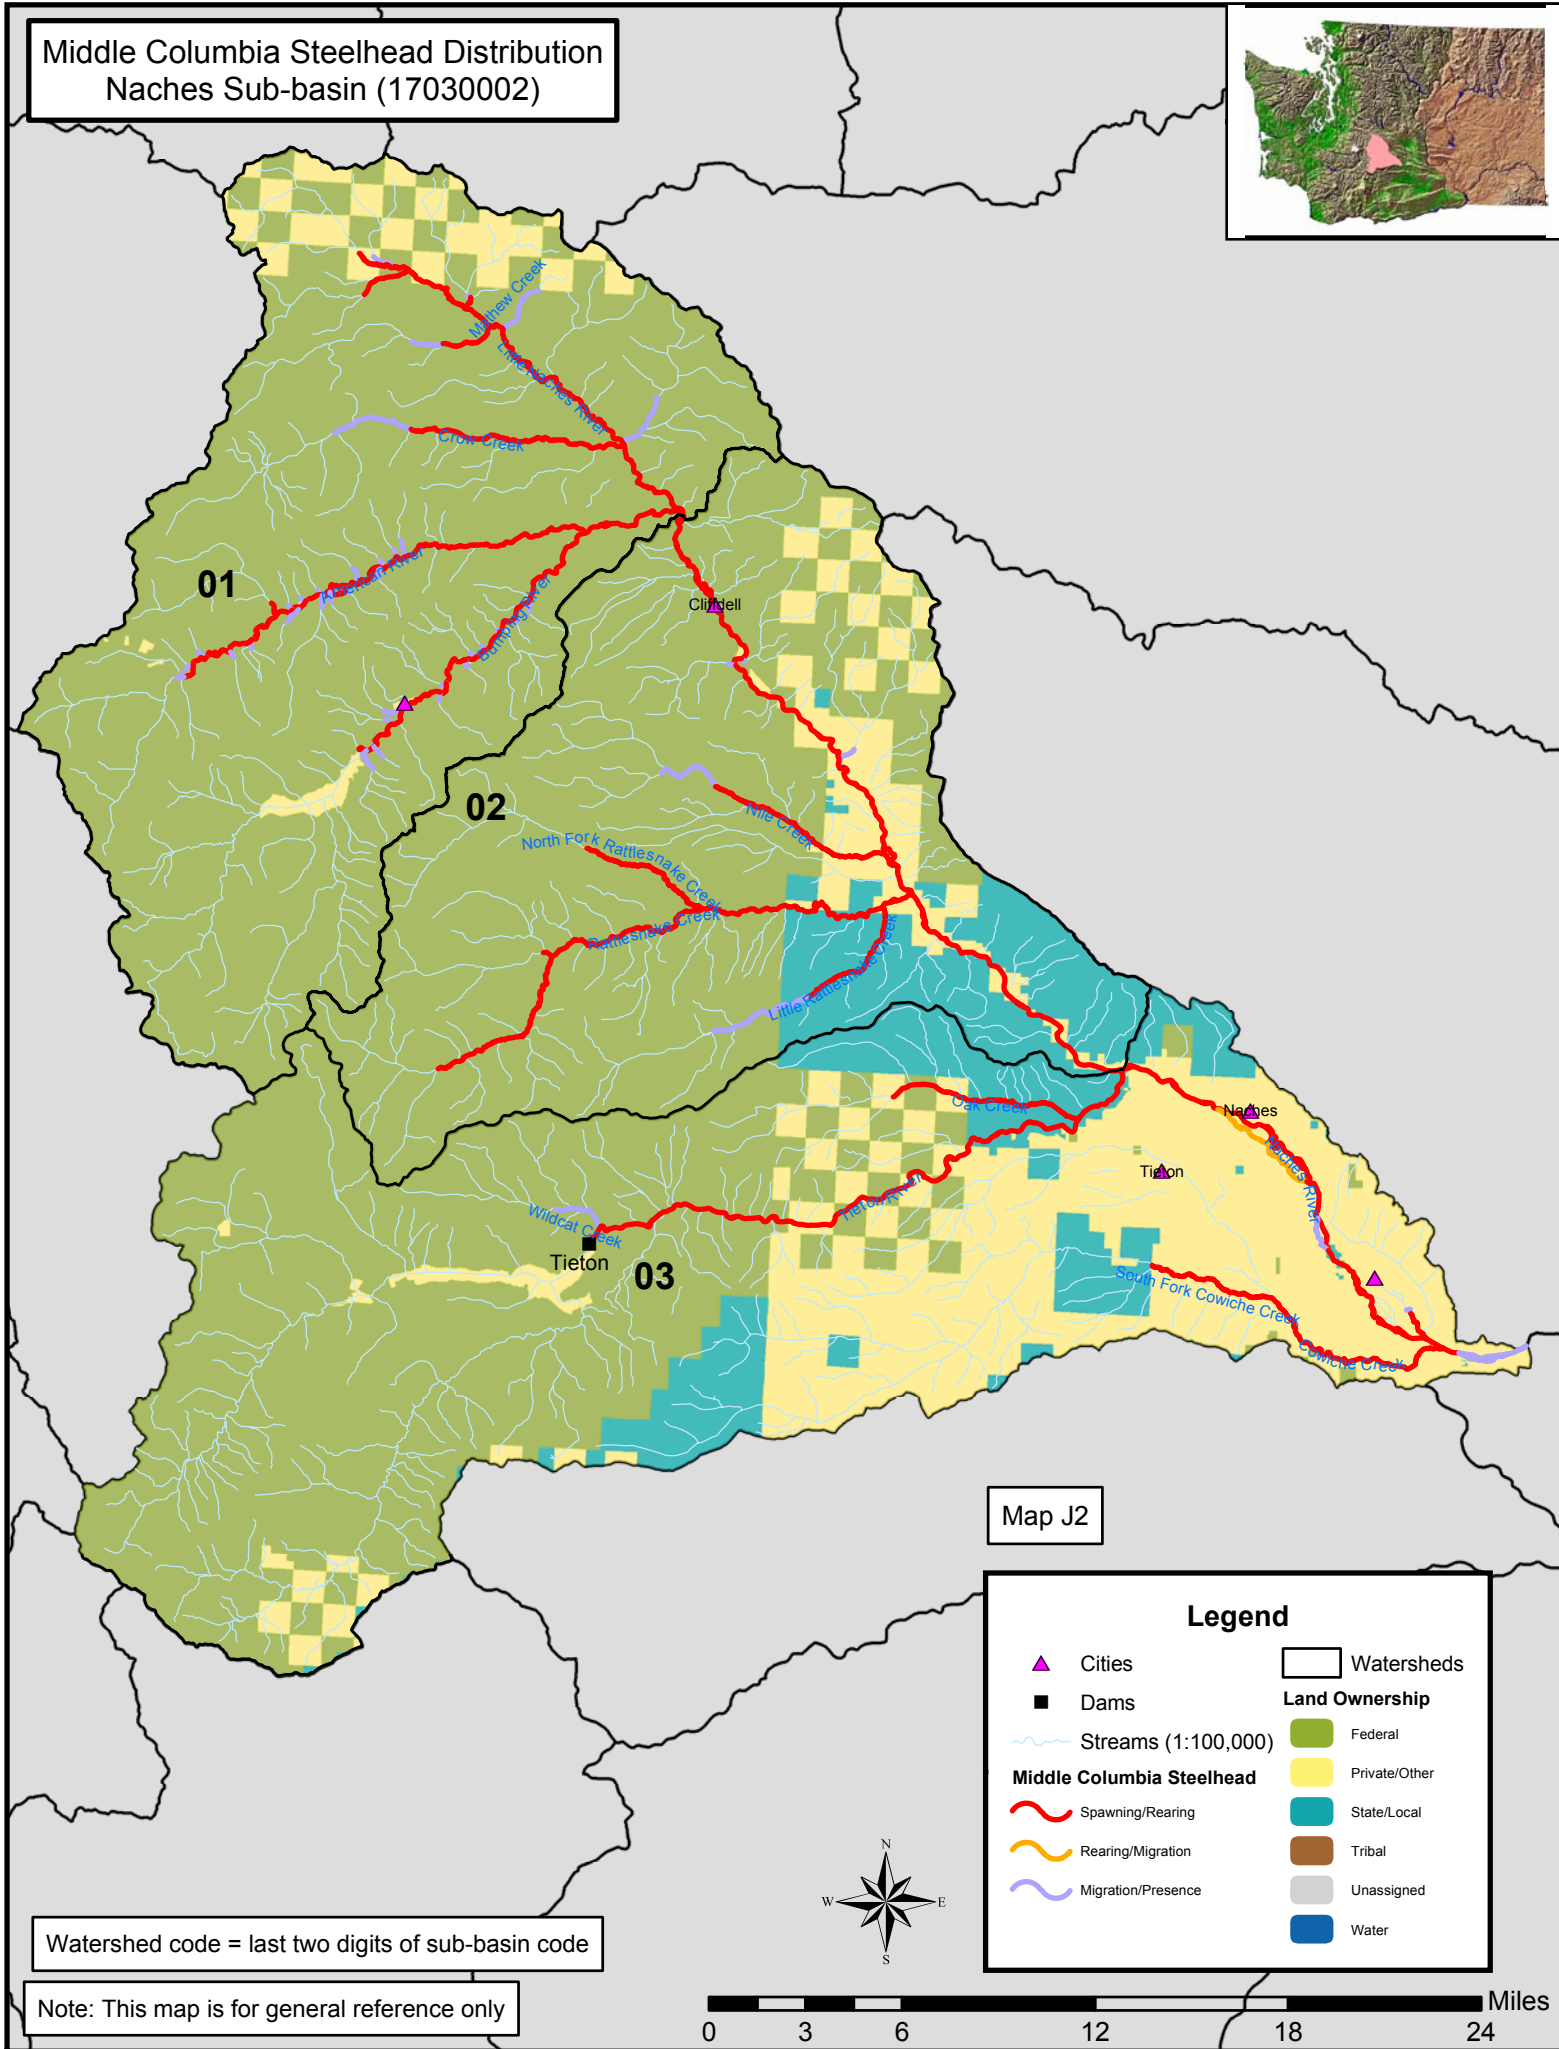 Middle Columbia Steelhead Distribution
Naches Sub-basin (17030002)
Mathew Creek
Little Naches River
Crow Creek
American River
01
Bumping River
Cliffdell
02
Nile Creek
North Fork Rattlesnake Creek
Rattlesnake Creek
Little Rattlesnake Creek
Oak Creek
Naches
Naches River
Tieton
Tieton River
Wildcat Creek
Tieton
03
South Fork Cowiche Creek
Cowiche Creek
Map J2
Legend
Cities
Dams
Streams (1:100,000)
Middle Columbia Steelhead
Spawning/Rearing
Rearing/Migration
Migration/Presence
Watersheds
Land Ownership
Federal
Private/Other
State/Local
Tribal
Unassigned
Water
N
W
E
S
Watershed code = last two digits of sub-basin code
Note: This map is for general reference only
Miles
0 3 6 12 18 24